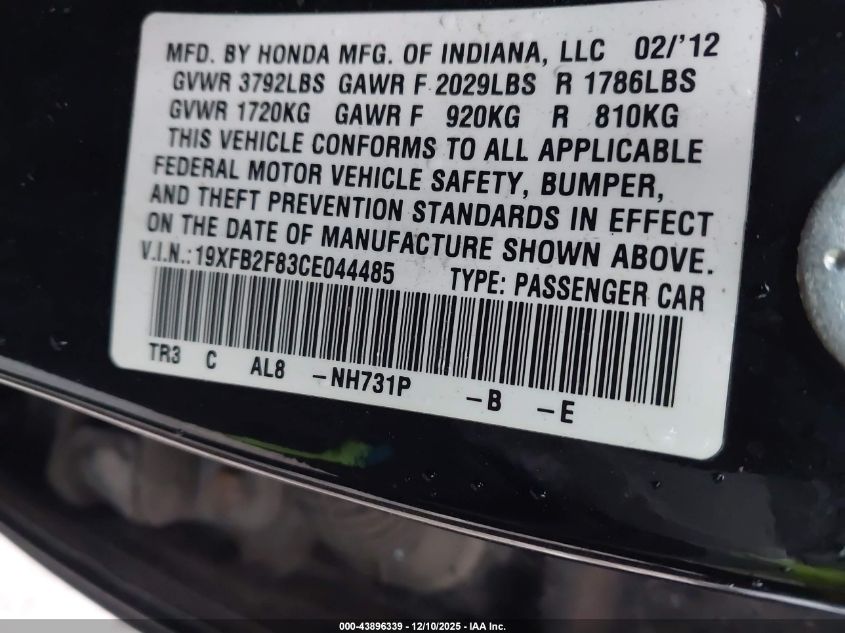 MFD. BY HONDA MFG. OF INDIANA, LLC 02/'12
GVWR 3792LBS GAWR F 2029LBS R 1786LBS
GVWR 1720KG GAWR F 920KG R 810KG
THIS VEHICLE CONFORMS TO ALL APPLICABLE
FEDERAL MOTOR VEHICLE SAFETY, BUMPER,
AND THEFT PREVENTION STANDARDS IN EFFECT
ON THE DATE OF MANUFACTURE SHOWN ABOVE.
V.I.N.:19XFB2F83CE044485 TYPE: PASSENGER CAR
TR3 C AL8 -NH731P -B -E
000-43896339 - 12/10/2025 - IAA Inc.